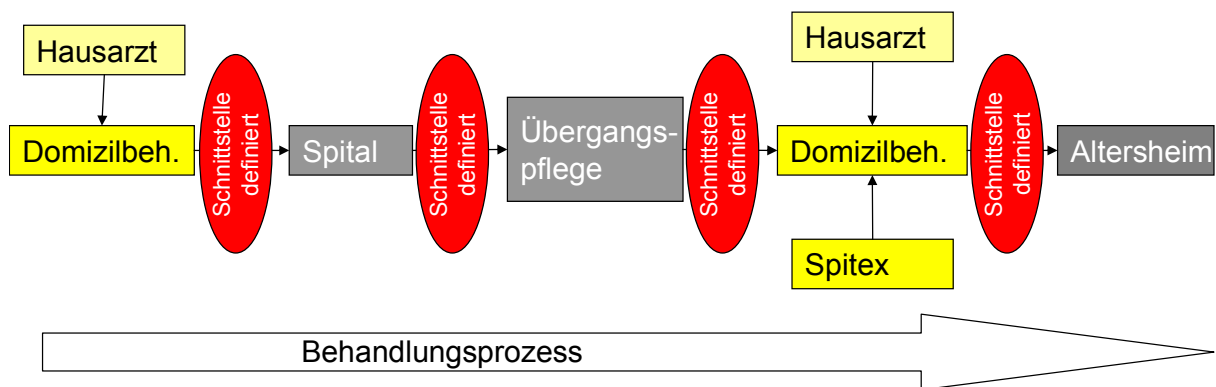 Hausarzt
Hausarzt
Domizilbeh.
Schnittstelle
definiert
Spital
Schnittstelle
definiert
Übergangs-
pflege
Schnittstelle
definiert
Domizilbeh.
Schnittstelle
definiert
Altersheim
Spitex
Behandlungsprozess